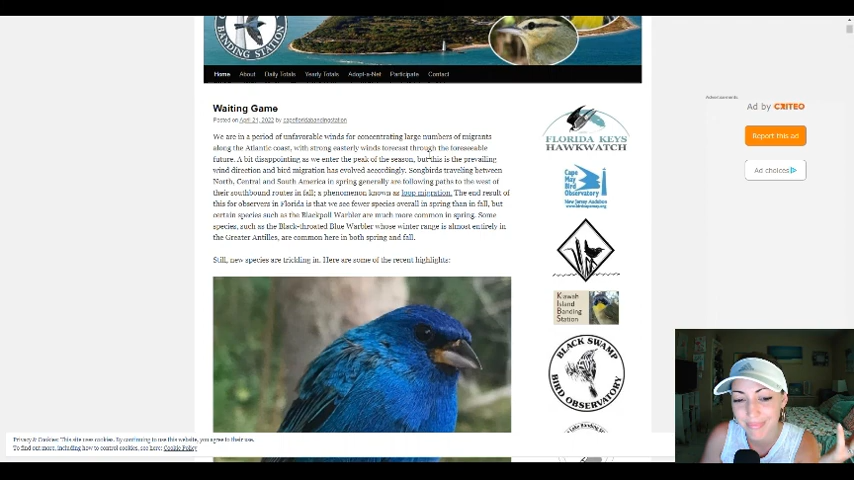 BANDING STATION
Home About Daily Totals Yearly Totals Adopt-a-Net Participate Contact
Waiting Game
Posted on April 21, 2022 by capefloridabandingstation
We are in a period of unfavorable winds for concentrating large numbers of migrants
along the Atlantic coast, with strong easterly winds forecast through the foreseeable
future. A bit disappointing as we enter the peak of the season, but this is the prevailing
wind direction and bird migration has evolved accordingly. Songbirds traveling between
North, Central and South America in spring generally are following paths to the west of
their southbound route in fall; a phenomenon known as loop migration. The end result of
this for observers in Florida is that we see fewer species overall in spring than in fall, but
certain species such as the Blackpoll Warbler are much more common in spring. Some
species, such as the Black-throated Blue Warbler whose winter range is almost entirely in
the Greater Antilles, are common here in both spring and fall.
Still, new species are trickling in. Here are some of the recent highlights:
FLORIDA KEYS
HAWKWATCH
Cape
May
Bird
Observatory
New Jersey Audubon
Kiawah
Island
Banding
Station
BLACK SWAMP
BIRD OBSERVATORY
Advertisements
Ad by CRITEO
Report this ad
Ad choices
Privacy & Cookies: This site uses cookies. By continuing to use this website, you agree to their use.
To find out more, including how to control cookies, see here: Cookie Policy